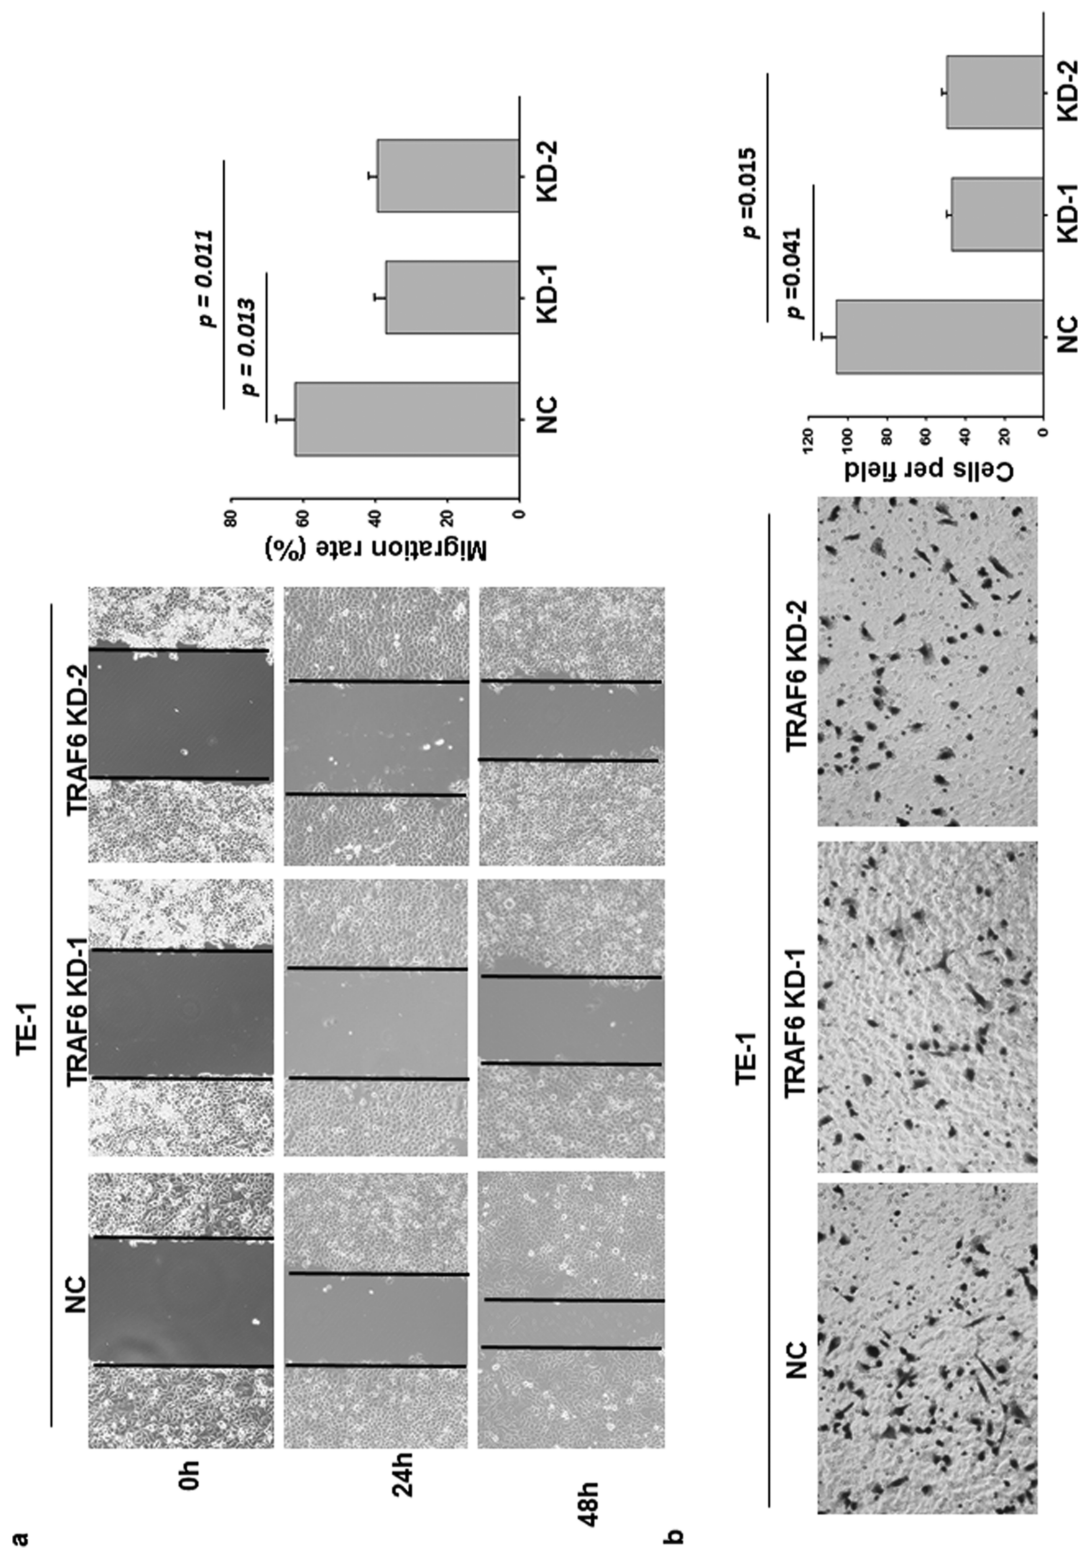 a
TE-1
NC
TRAF6 KD-1
TRAF6 KD-2
0h
24h
48h
Migration rate (%)
80
60
40
20
0
p = 0.011
p = 0.013
NC
KD-1
KD-2
b
TE-1
NC
TRAF6 KD-1
TRAF6 KD-2
Cells per field
120
100
80
60
40
20
0
p =0.015
p =0.041
NC
KD-1
KD-2